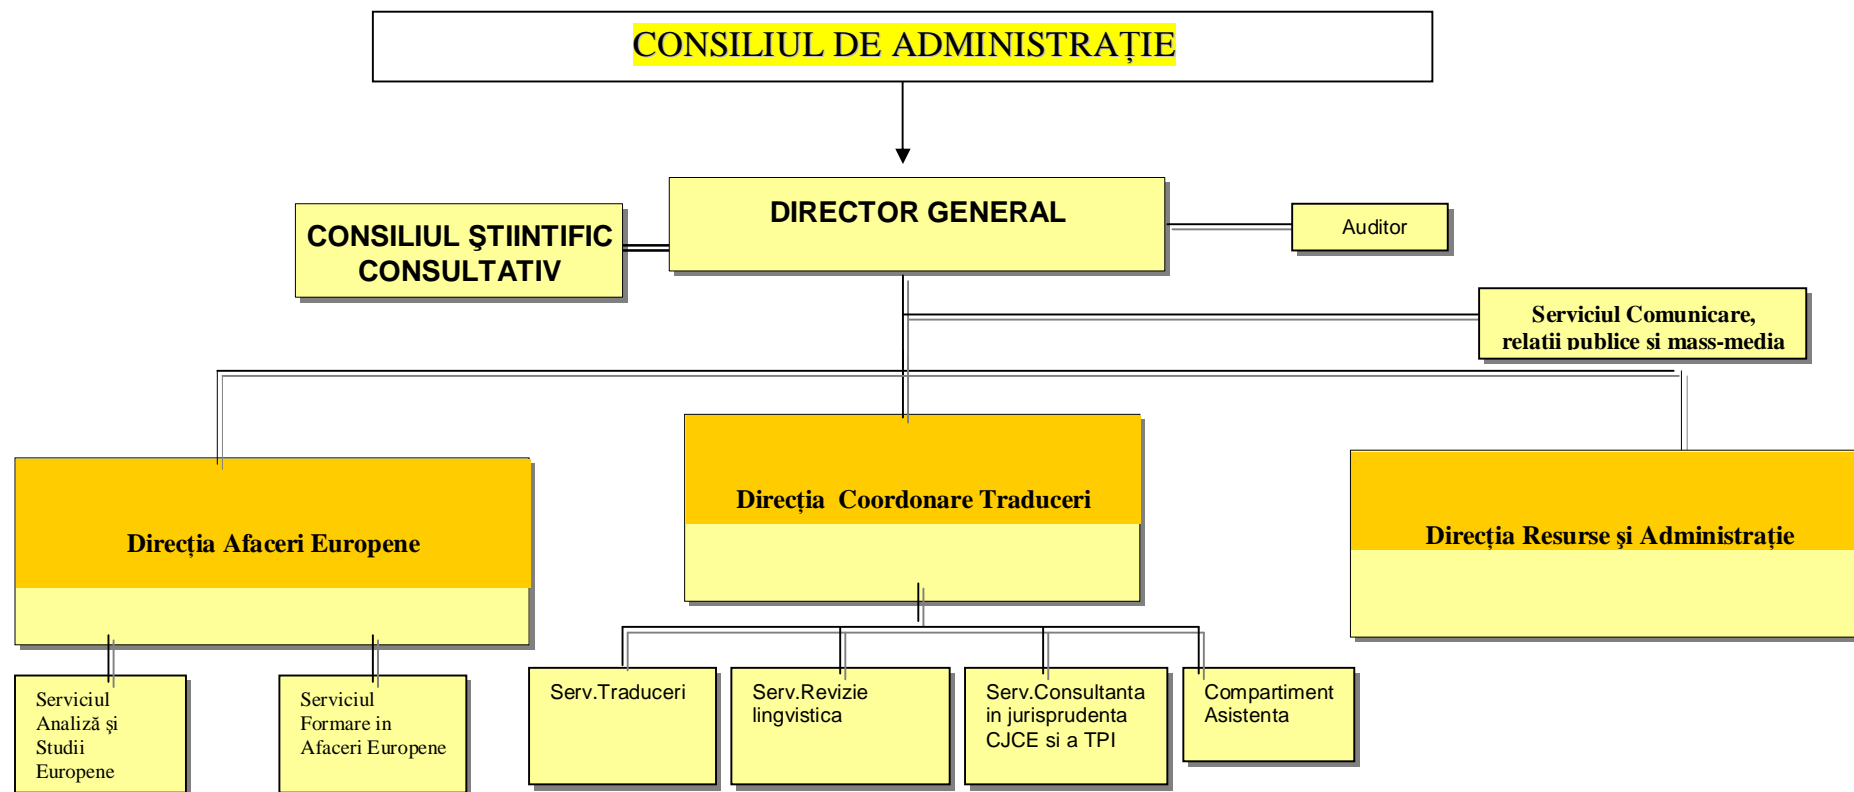 CONSILIUL DE ADMINISTRAȚIE
DIRECTOR GENERAL
CONSILIUL ŞTIINTIFIC
CONSULTATIV
Auditor
Serviciul Comunicare,
relatii publice si mass-media
Direcția Afaceri Europene
Direcția Coordonare Traduceri
Direcția Resurse şi Administrație
Serviciul
Analiză şi
Studii
Europene
Serviciul
Formare in
Afaceri Europene
Serv.Traduceri
Serv.Revizie
lingvistica
Serv.Consultanta
in jurisprudenta
CJCE si a TPI
Compartiment
Asistenta